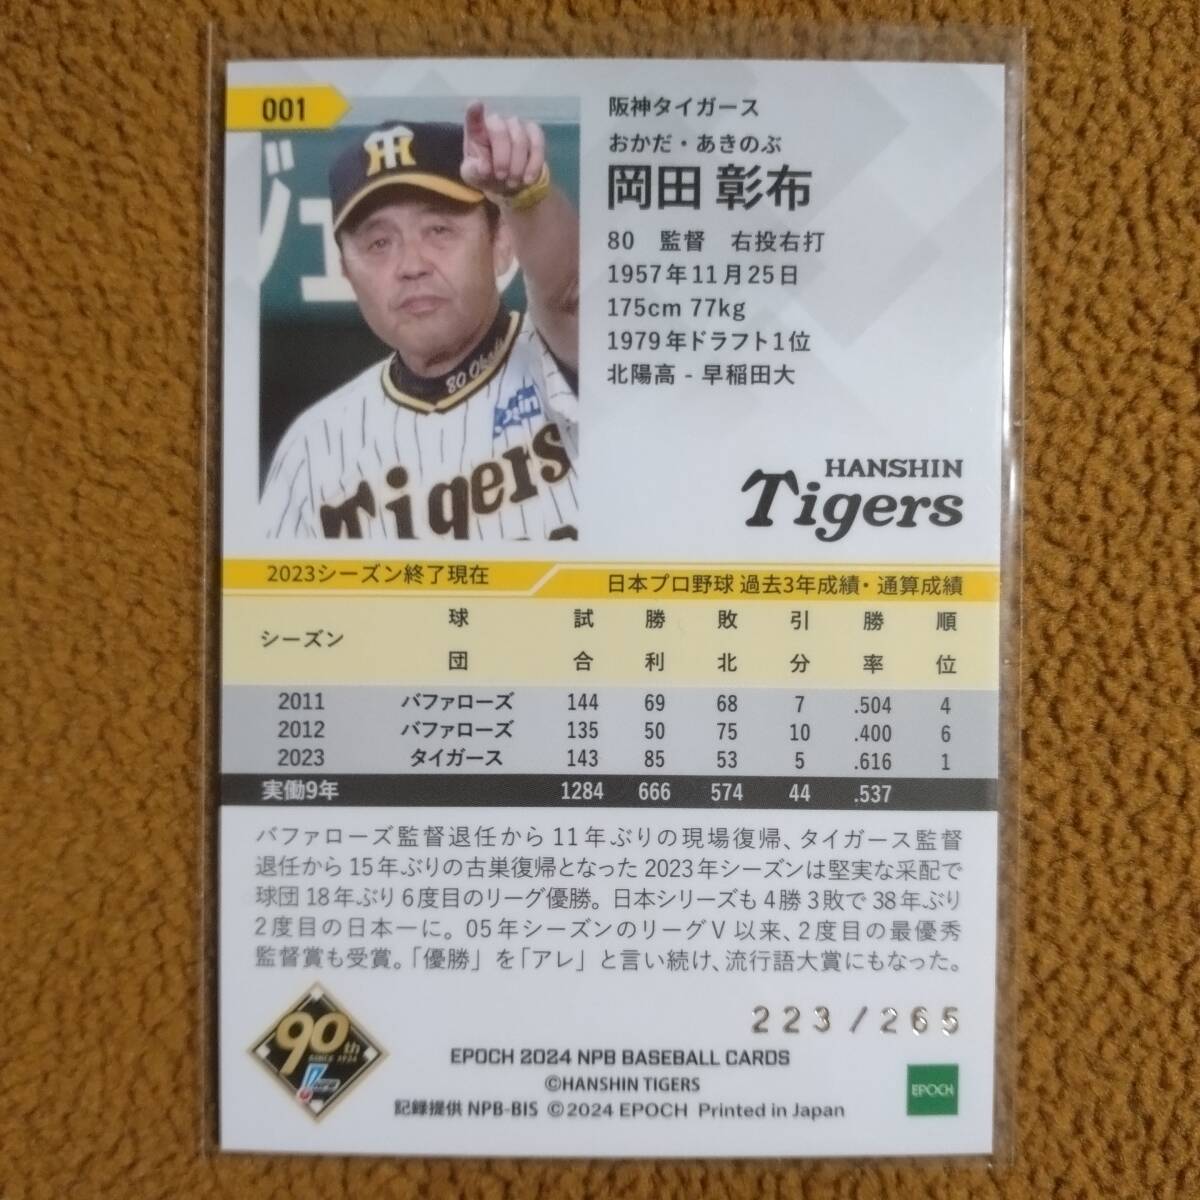 001
阪神タイガース
おかだ・あきのぶ
岡田 彰布
80 監督 右投右打
1957年11月25日
175cm 77kg
1979年ドラフト1位
北陽高 - 早稲田大
80 Okada
Tigers
HANSHIN
Tigers
2023シーズン終了現在
日本プロ野球 過去3年成績・通算成績
シーズン 球団 試合 勝利 敗北 引分 勝率 順位
2011 バファローズ 144 69 68 7 .504 4
2012 バファローズ 135 50 75 10 .400 6
2023 タイガース 143 85 53 5 .616 1
実働9年 1284 666 574 44 .537
バファローズ監督退任から11年ぶりの現場復帰、タイガース監督
退任から15年ぶりの古巣復帰となった2023年シーズンは堅実な采配で
球団18年ぶり6度目のリーグ優勝。日本シリーズも4勝3敗で38年ぶり
2度目の日本一に。05年シーズンのリーグV以来、2度目の最優秀
監督賞も受賞。「優勝」を「アレ」と言い続け、流行語大賞にもなった。
223/265
90th
SINCE 1934
EPOCH 2024 NPB BASEBALL CARDS
©HANSHIN TIGERS
記録提供 NPB-BIS ©2024 EPOCH Printed in Japan
EPOCH